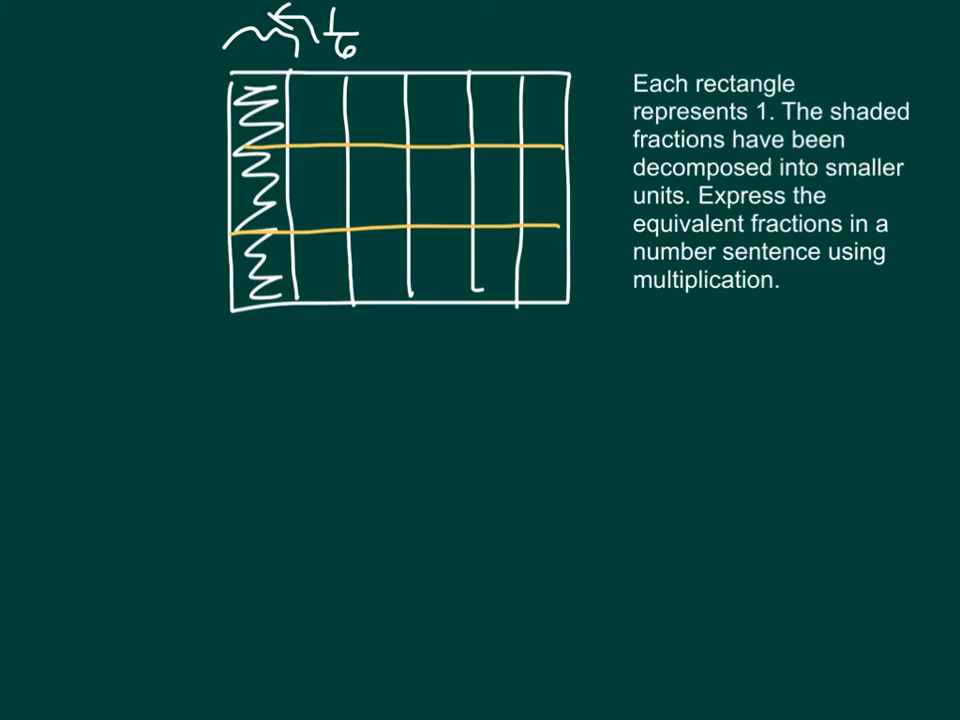 1/6
Each rectangle
represents 1. The shaded
fractions have been
decomposed into smaller
units. Express the
equivalent fractions in a
number sentence using
multiplication.